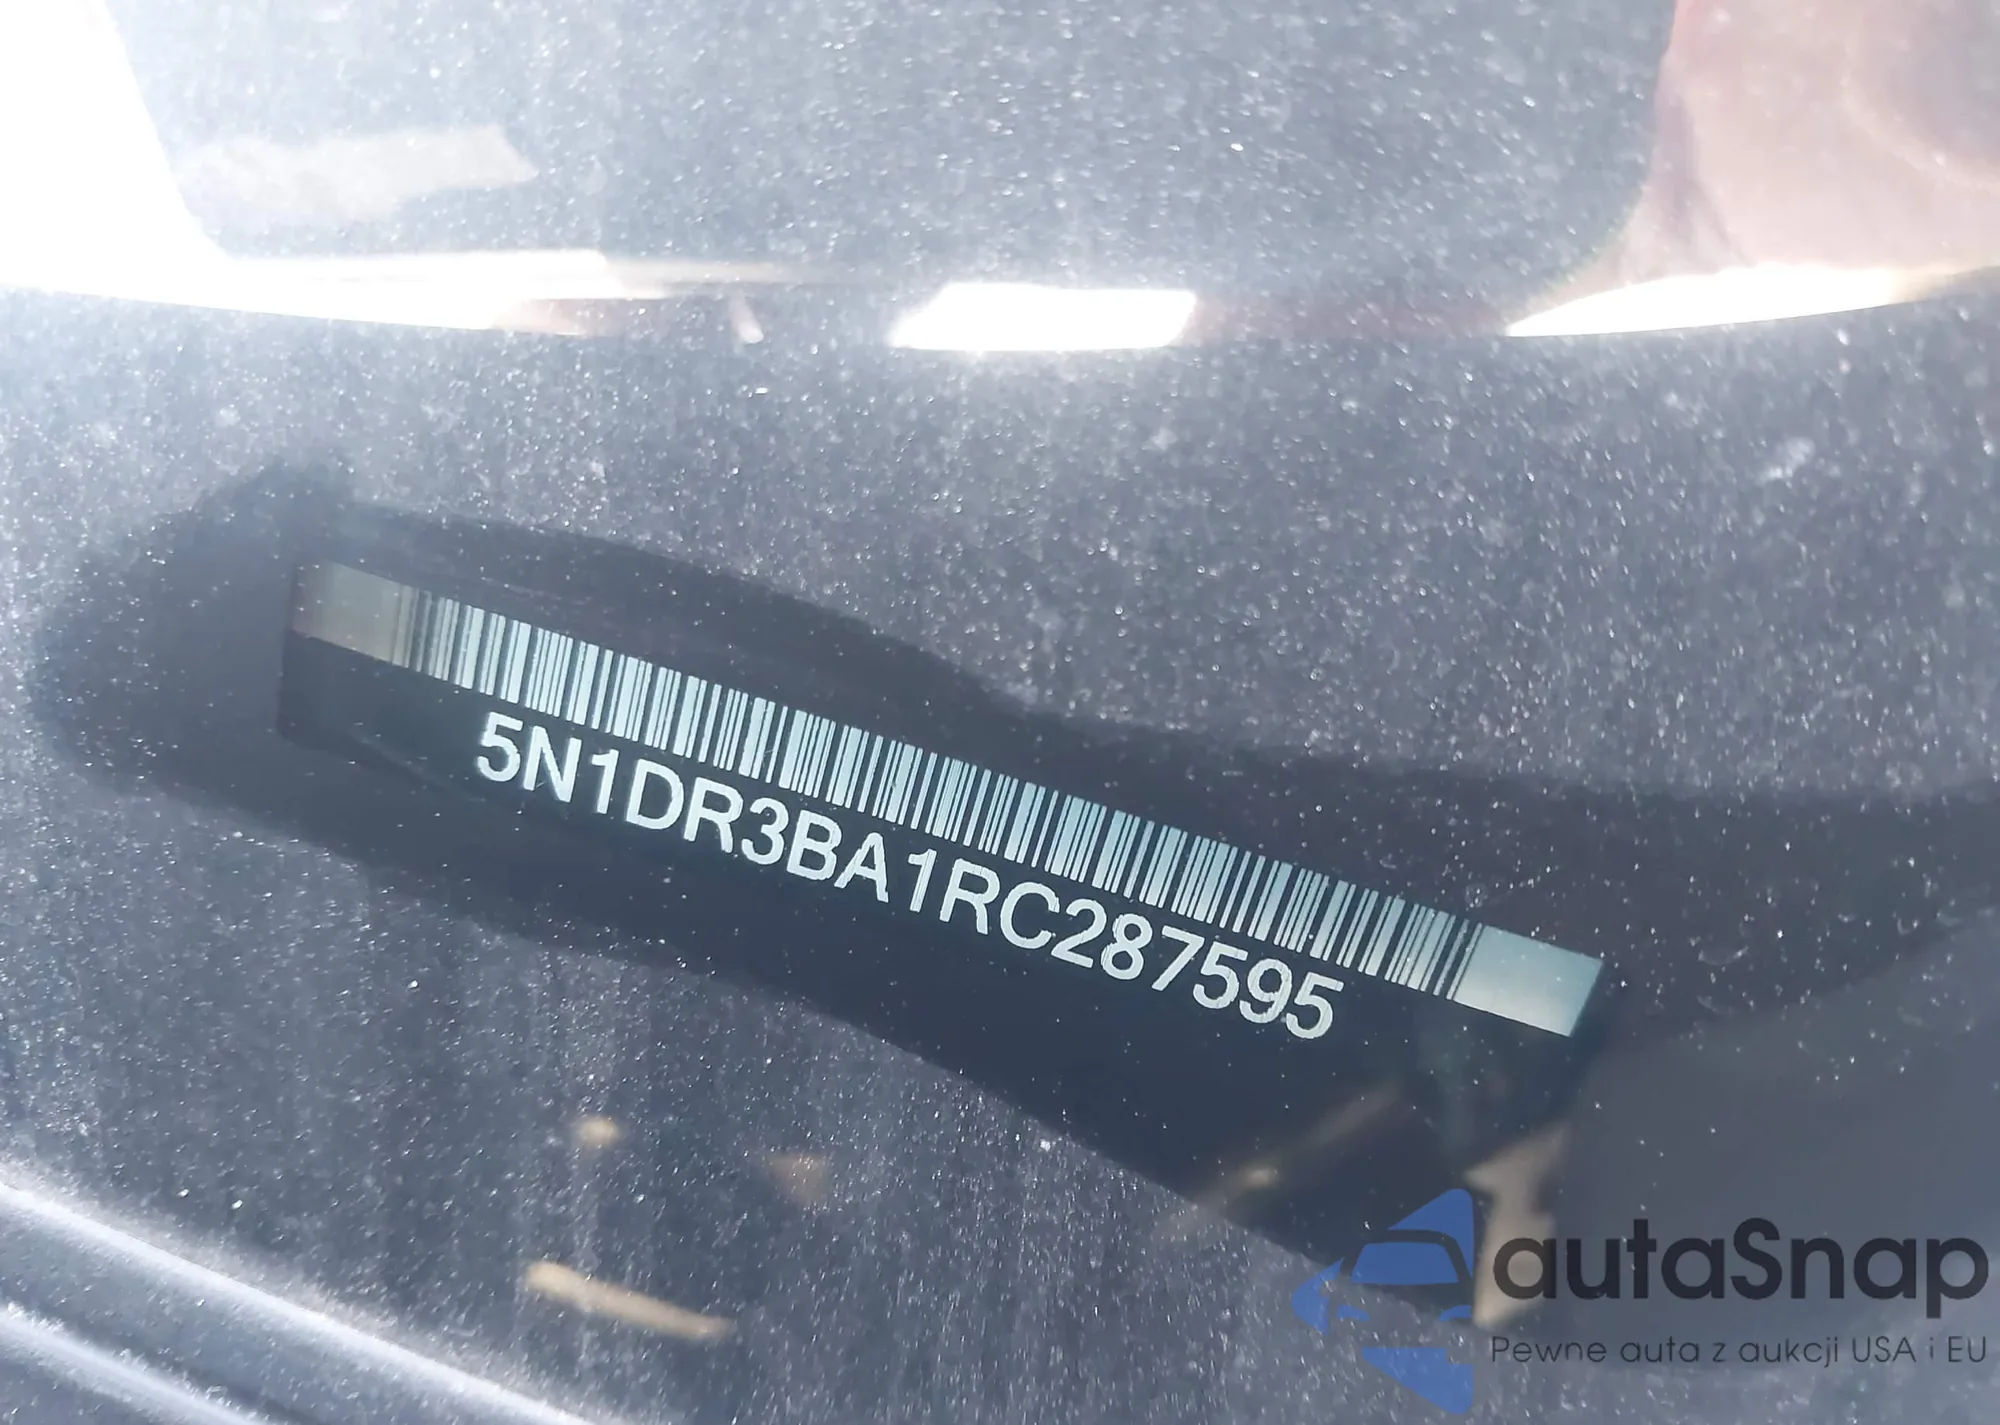 5N1DR3BA1RC287595
autaSnap
Pewne auta z aukcji USA i EU